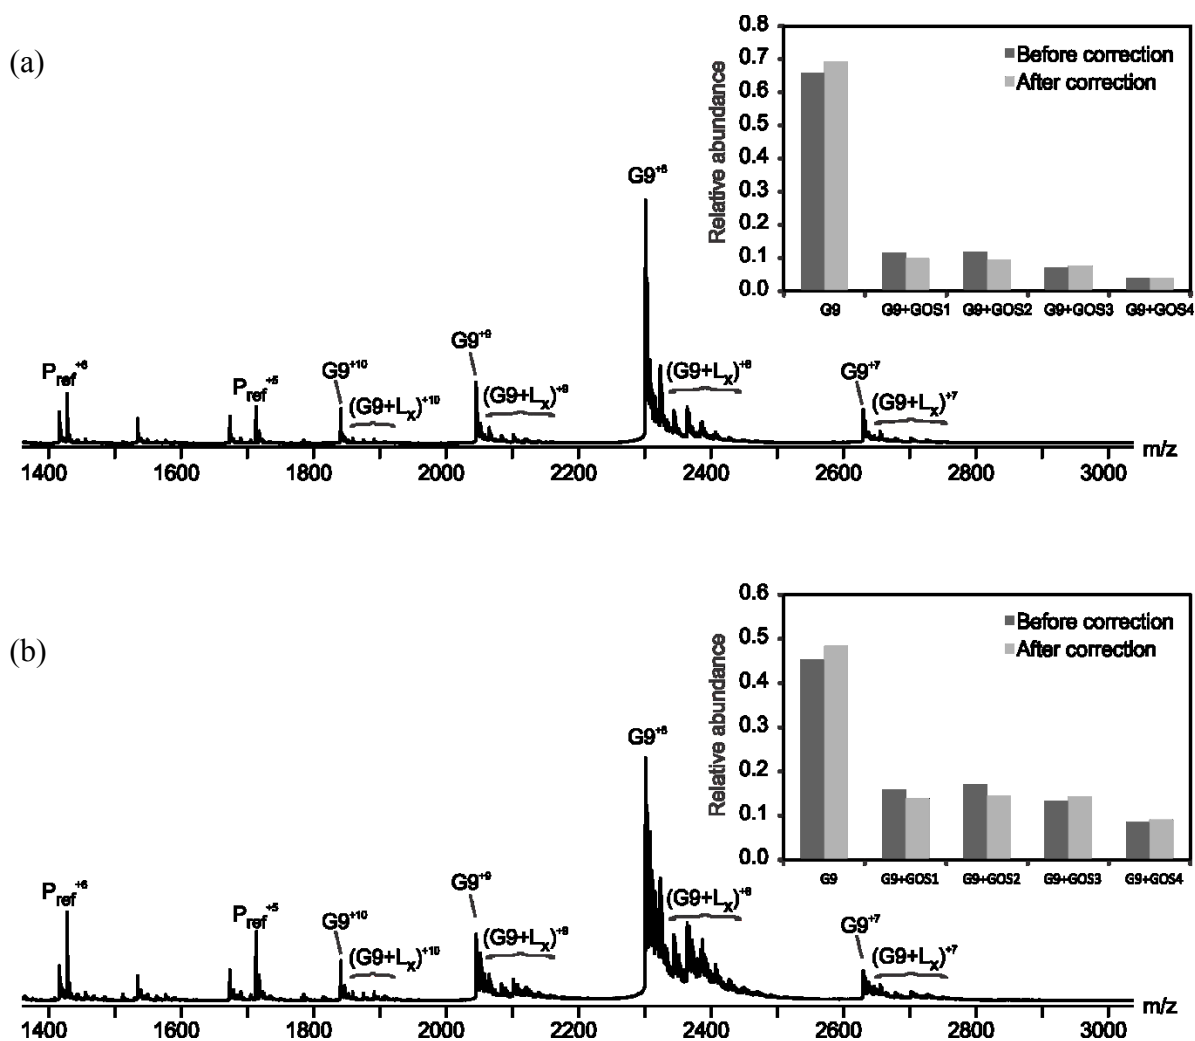 (a)
0.8
0.7
0.6
0.5
0.4
0.3
0.2
0.1
0.0
Relative abundance
Before correction
After correction
G9
G9+GOS1
G9+GOS2
G9+GOS3
G9+GOS4
Pref+6
Pref+5
G9+10
(G9+Lx)+10
G9+9
(G9+Lx)+9
G9+8
(G9+Lx)+8
G9+7
(G9+Lx)+7
1400 1600 1800 2000 2200 2400 2600 2800 3000 m/z
(b)
0.6
0.5
0.4
0.3
0.2
0.1
0.0
Relative abundance
Before correction
After correction
G9
G9+GOS1
G9+GOS2
G9+GOS3
G9+GOS4
Pref+6
Pref+5
G9+10
(G9+Lx)+10
G9+9
(G9+Lx)+9
G9+8
(G9+Lx)+8
G9+7
(G9+Lx)+7
1400 1600 1800 2000 2200 2400 2600 2800 3000 m/z